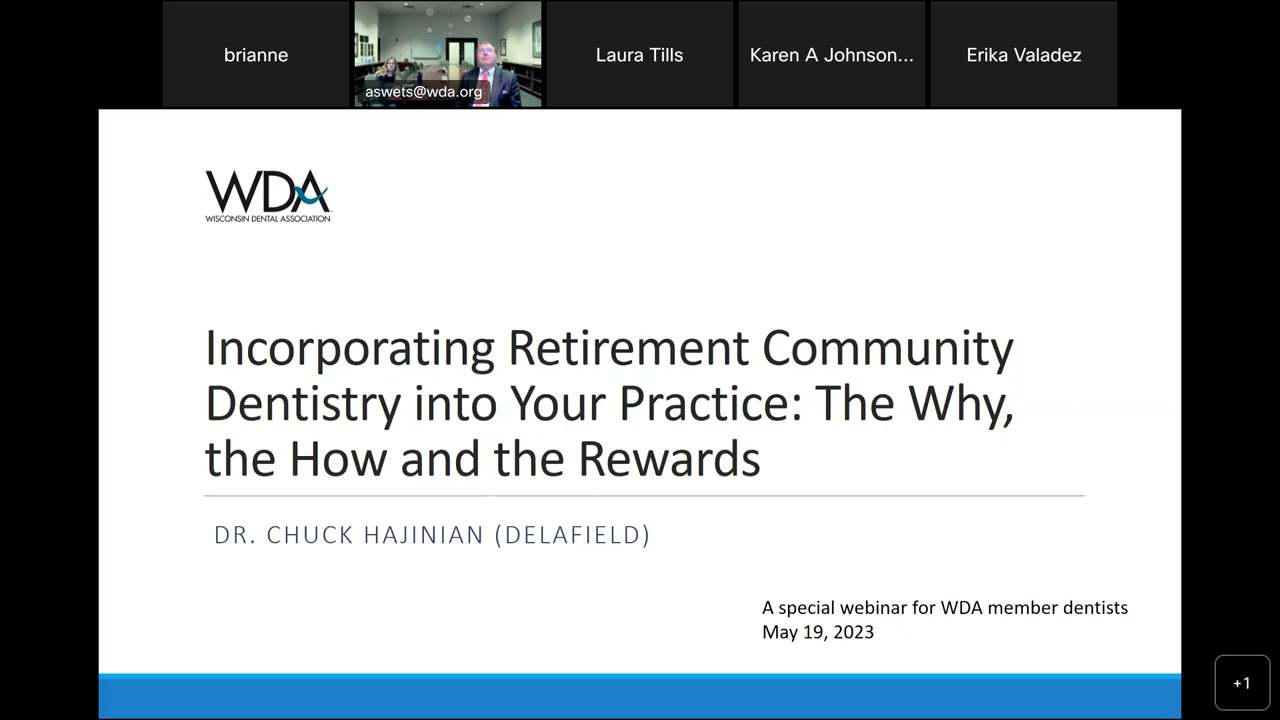 brianne
aswets@wda.org
Laura Tills
Karen A Johnson...
Erika Valadez
WDA
WISCONSIN DENTAL ASSOCIATION
Incorporating Retirement Community
Dentistry into Your Practice: The Why,
the How and the Rewards
DR. CHUCK HAJINIAN (DELAFIELD)
A special webinar for WDA member dentists
May 19, 2023
+1